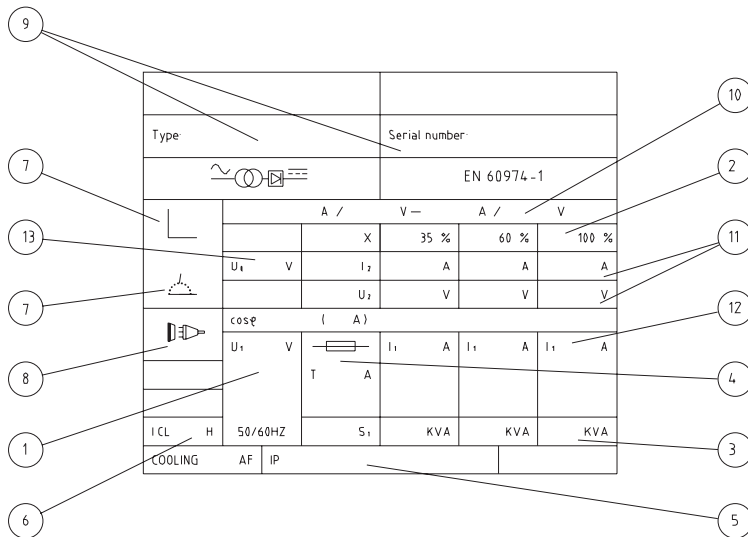 9
10
Type
Serial number
7
EN 60974-1
2
A / V — A / V
X 35 % 60 % 100 %
13
11
U₀ V I₂ A A A
U₂ V V V
7
cosφ ( A)
12
U₁ V I₁ A I₁ A I₁ A
8
T A
4
1
ICL H 50/60HZ S₁ KVA KVA KVA
3
COOLING AF IP
6
5